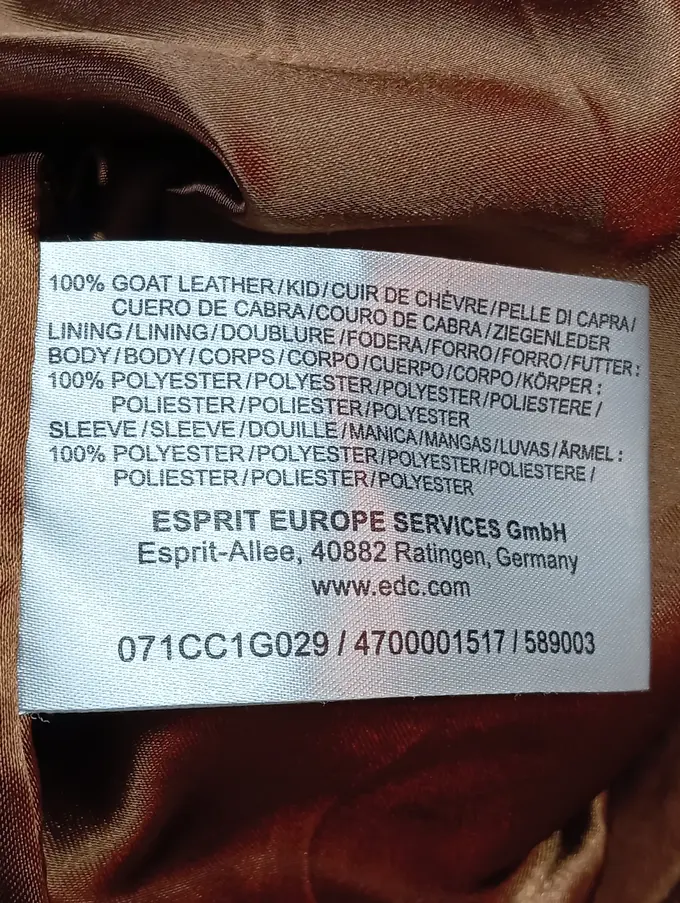 100% GOAT LEATHER/KID/CUIR DE CHÈVRE/PELLE DI CAPRA/
CUERO DE CABRA/COURO DE CABRA/ZIEGENLEDER
LINING/LINING/DOUBLURE/FODERA/FORRO/FORRO/FUTTER:
BODY/BODY/CORPS/CORPO/CUERPO/CORPO/KÖRPER:
100% POLYESTER/POLYESTER/POLYESTER/POLIESTERE/
POLIESTER/POLIESTER/POLYESTER
SLEEVE/SLEEVE/DOUILLE/MANICA/MANGAS/LUVAS/ÄRMEL:
100% POLYESTER/POLYESTER/POLYESTER/POLIESTERE/
POLIESTER/POLIESTER/POLYESTER
ESPRIT EUROPE SERVICES GmbH
Esprit-Allee, 40882 Ratingen, Germany
www.edc.com
071CC1G029 / 4700001517 / 589003